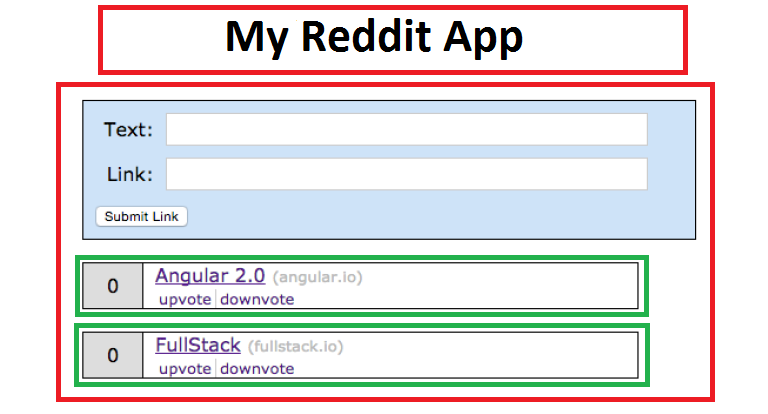 My Reddit App
Text:
Link:
Submit Link
0
Angular 2.0 (angular.io)
upvote downvote
0
FullStack (fullstack.io)
upvote downvote